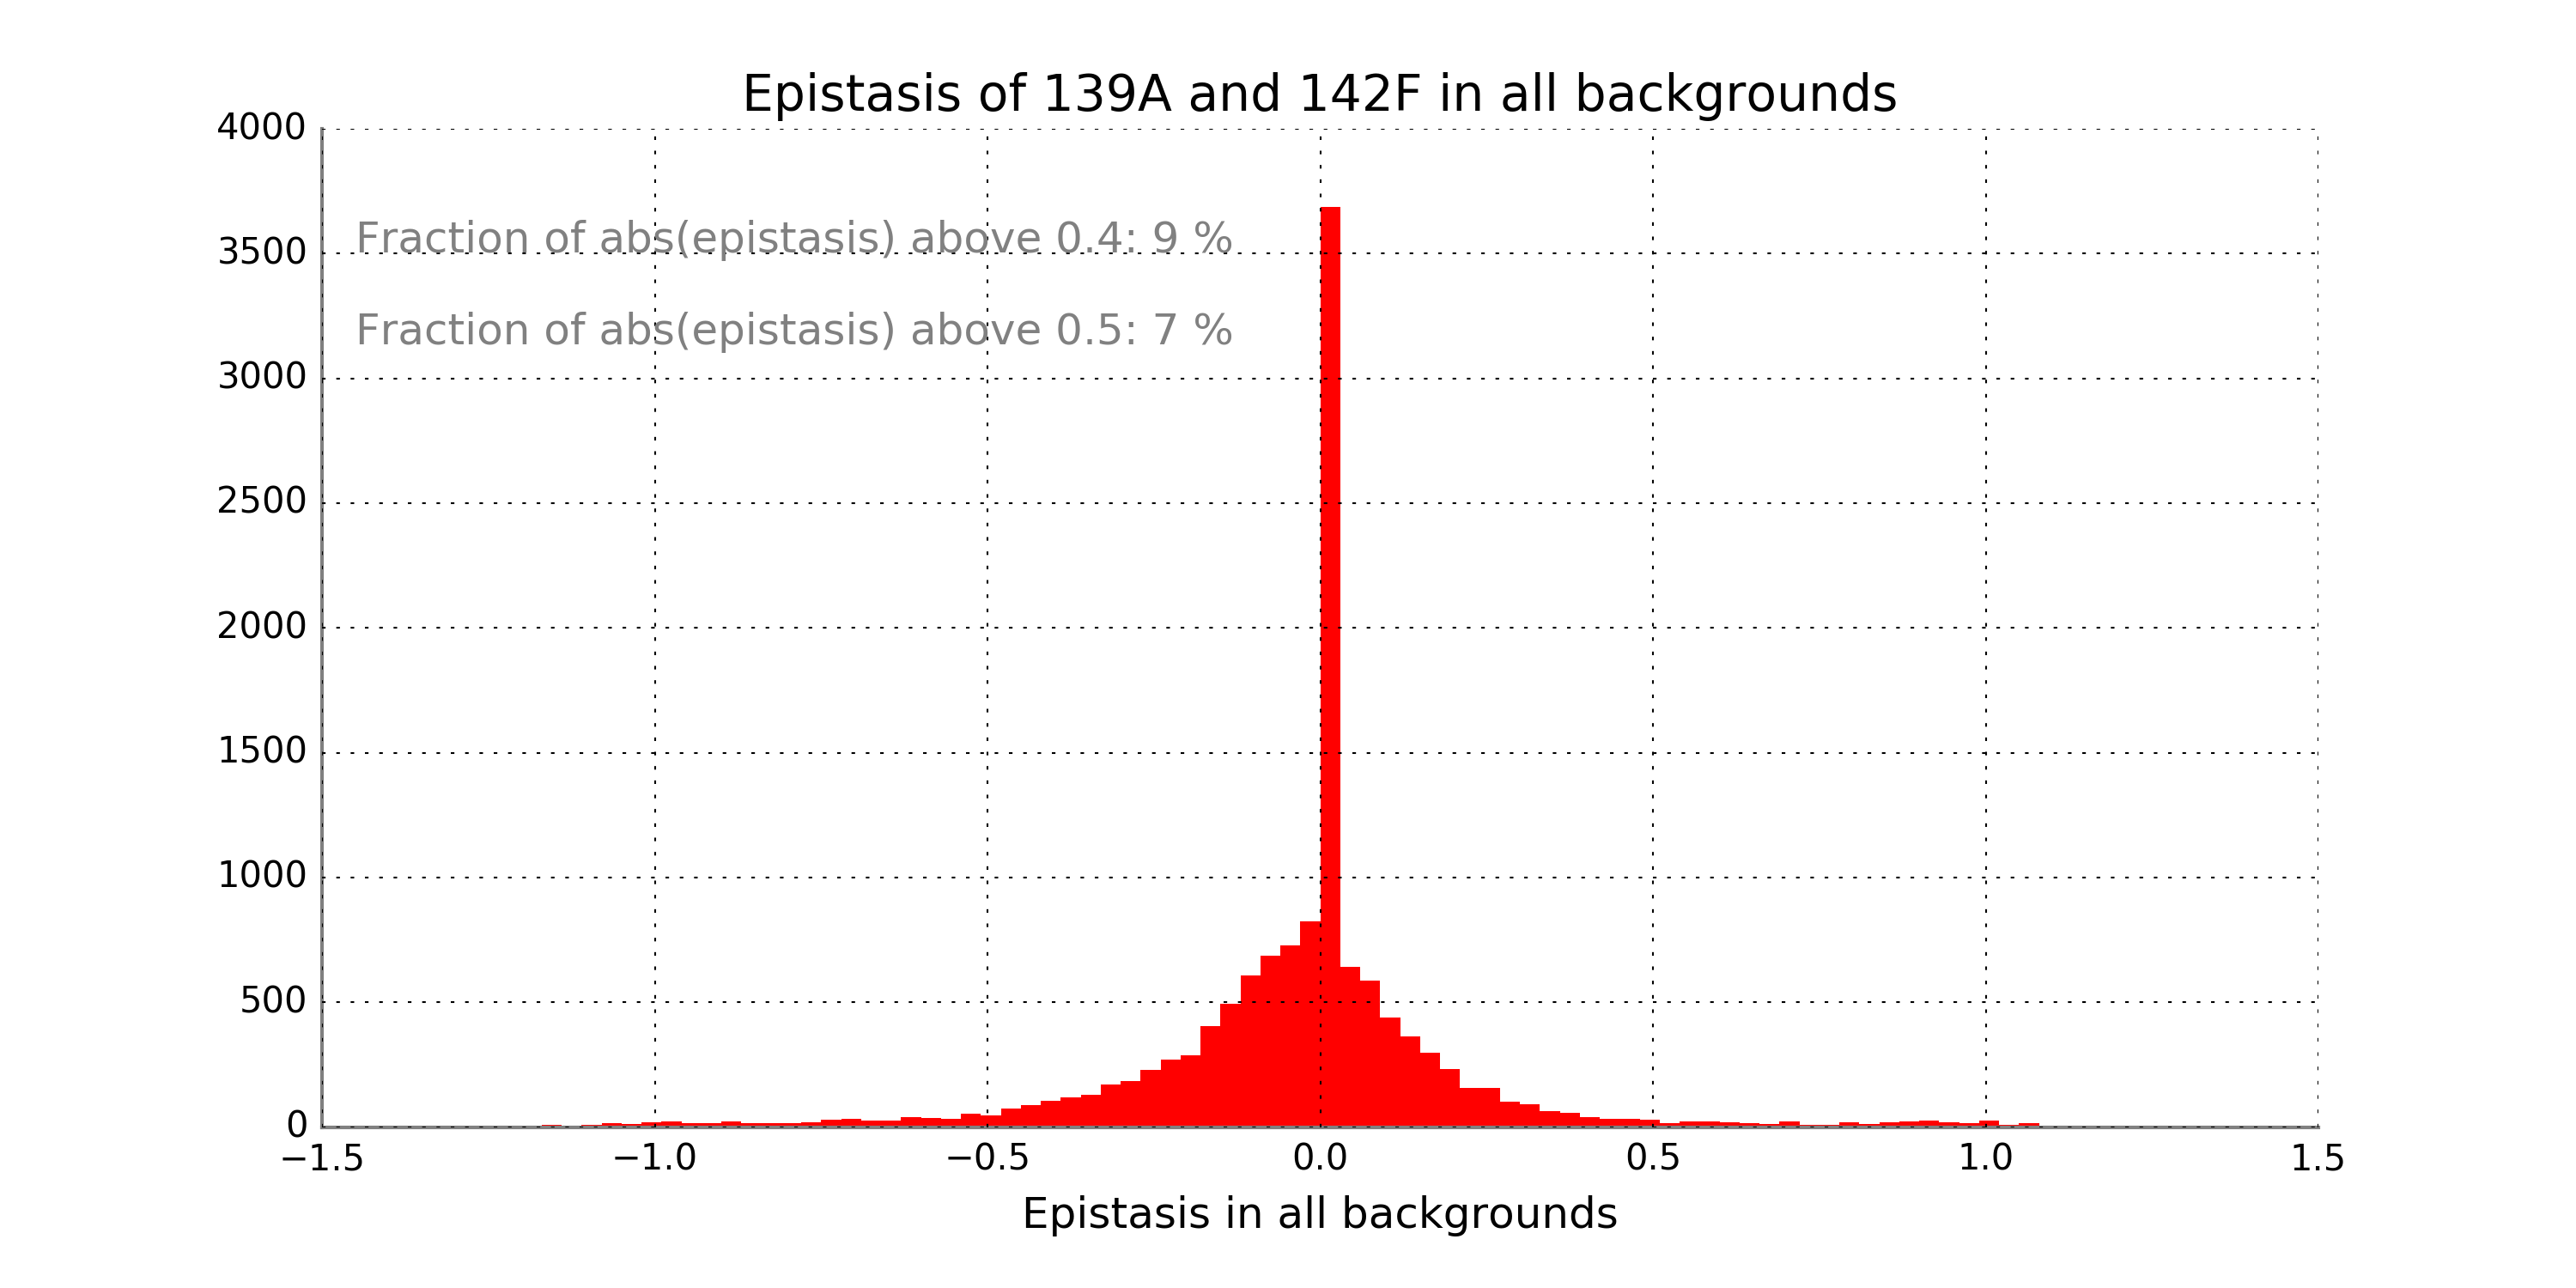 Epistasis of 139A and 142F in all backgrounds
4000
Fraction of abs(epistasis) above 0.4: 9 %
3500
Fraction of abs(epistasis) above 0.5: 7 %
3000
2500
2000
1500
1000
500
0
−1.5 −1.0 −0.5 0.0 0.5 1.0 1.5
Epistasis in all backgrounds